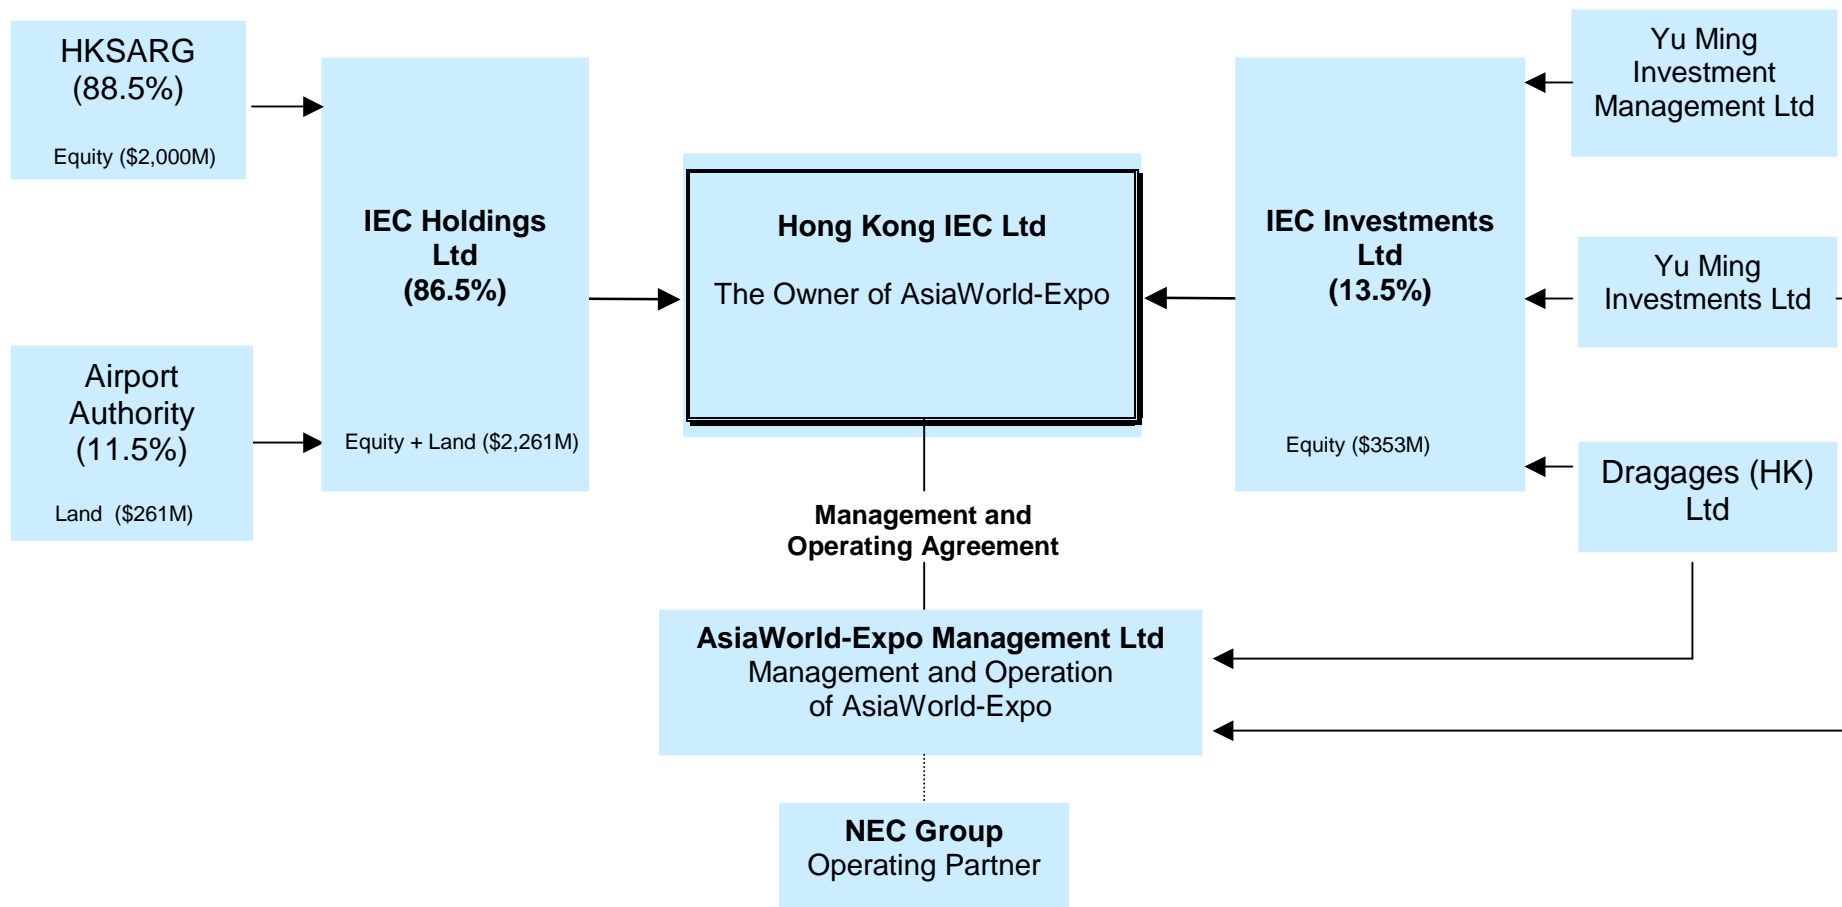 HKSARG
(88.5%)
Equity ($2,000M)
Airport
Authority
(11.5%)
Land  ($261M)
IEC Holdings
Ltd
(86.5%)
Equity + Land ($2,261M)
Hong Kong IEC Ltd
The Owner of AsiaWorld-Expo
IEC Investments
Ltd
(13.5%)
Equity ($353M)
Yu Ming
Investment
Management Ltd
Yu Ming
Investments Ltd
Dragages (HK)
Ltd
Management and
Operating Agreement
AsiaWorld-Expo Management Ltd
Management and Operation
of AsiaWorld-Expo
NEC Group
Operating Partner